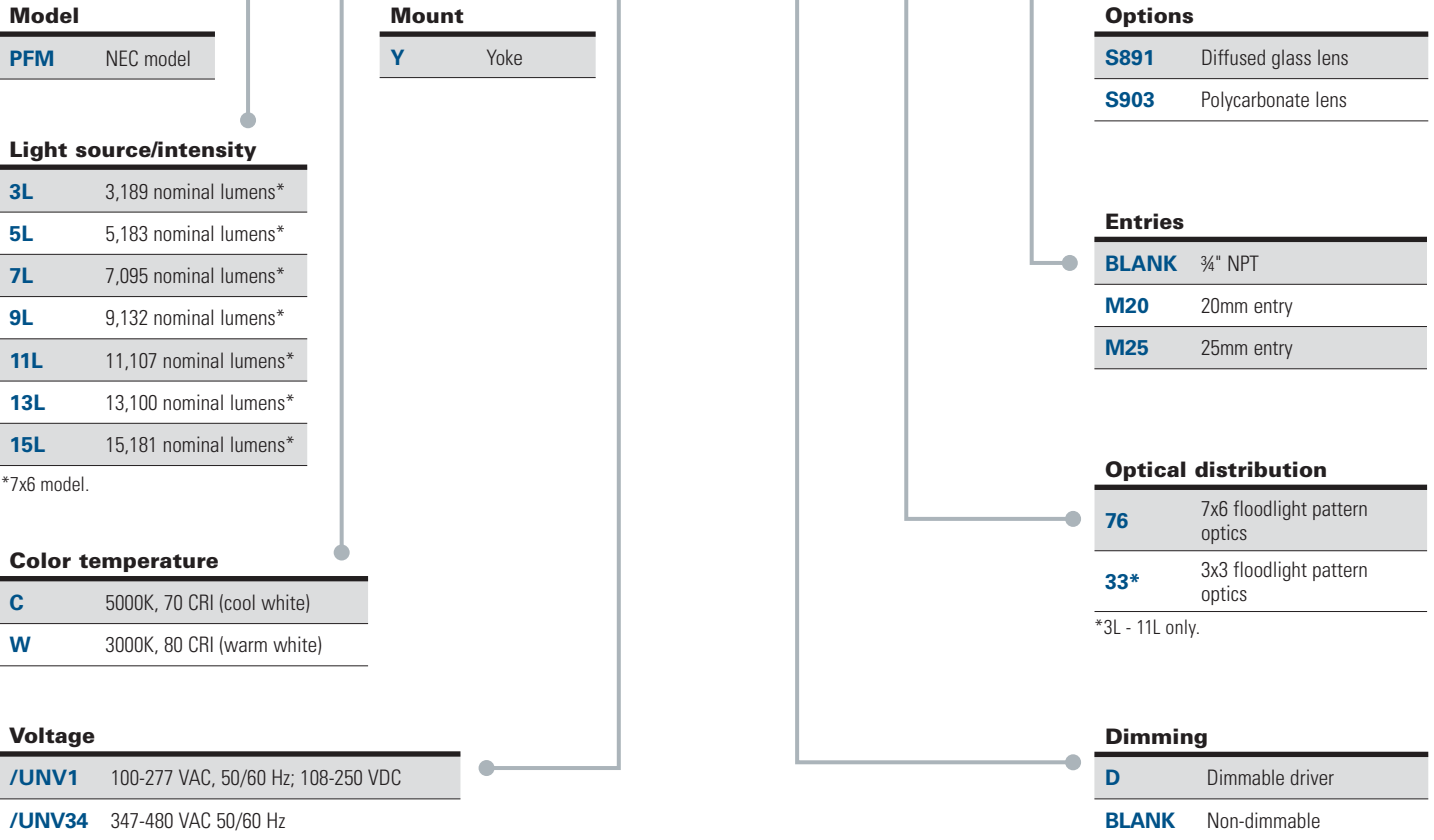 Model
PFM NEC model
Mount
Y Yoke
Options
S891 Diffused glass lens
S903 Polycarbonate lens
Light source/intensity
3L 3,189 nominal lumens*
5L 5,183 nominal lumens*
7L 7,095 nominal lumens*
9L 9,132 nominal lumens*
11L 11,107 nominal lumens*
13L 13,100 nominal lumens*
15L 15,181 nominal lumens*
*7x6 model.
Entries
BLANK ¾" NPT
M20 20mm entry
M25 25mm entry
Optical distribution
76 7x6 floodlight pattern
optics
33* 3x3 floodlight pattern
optics
*3L - 11L only.
Color temperature
C 5000K, 70 CRI (cool white)
W 3000K, 80 CRI (warm white)
Voltage
/UNV1 100-277 VAC, 50/60 Hz; 108-250 VDC
/UNV34 347-480 VAC 50/60 Hz
Dimming
D Dimmable driver
BLANK Non-dimmable